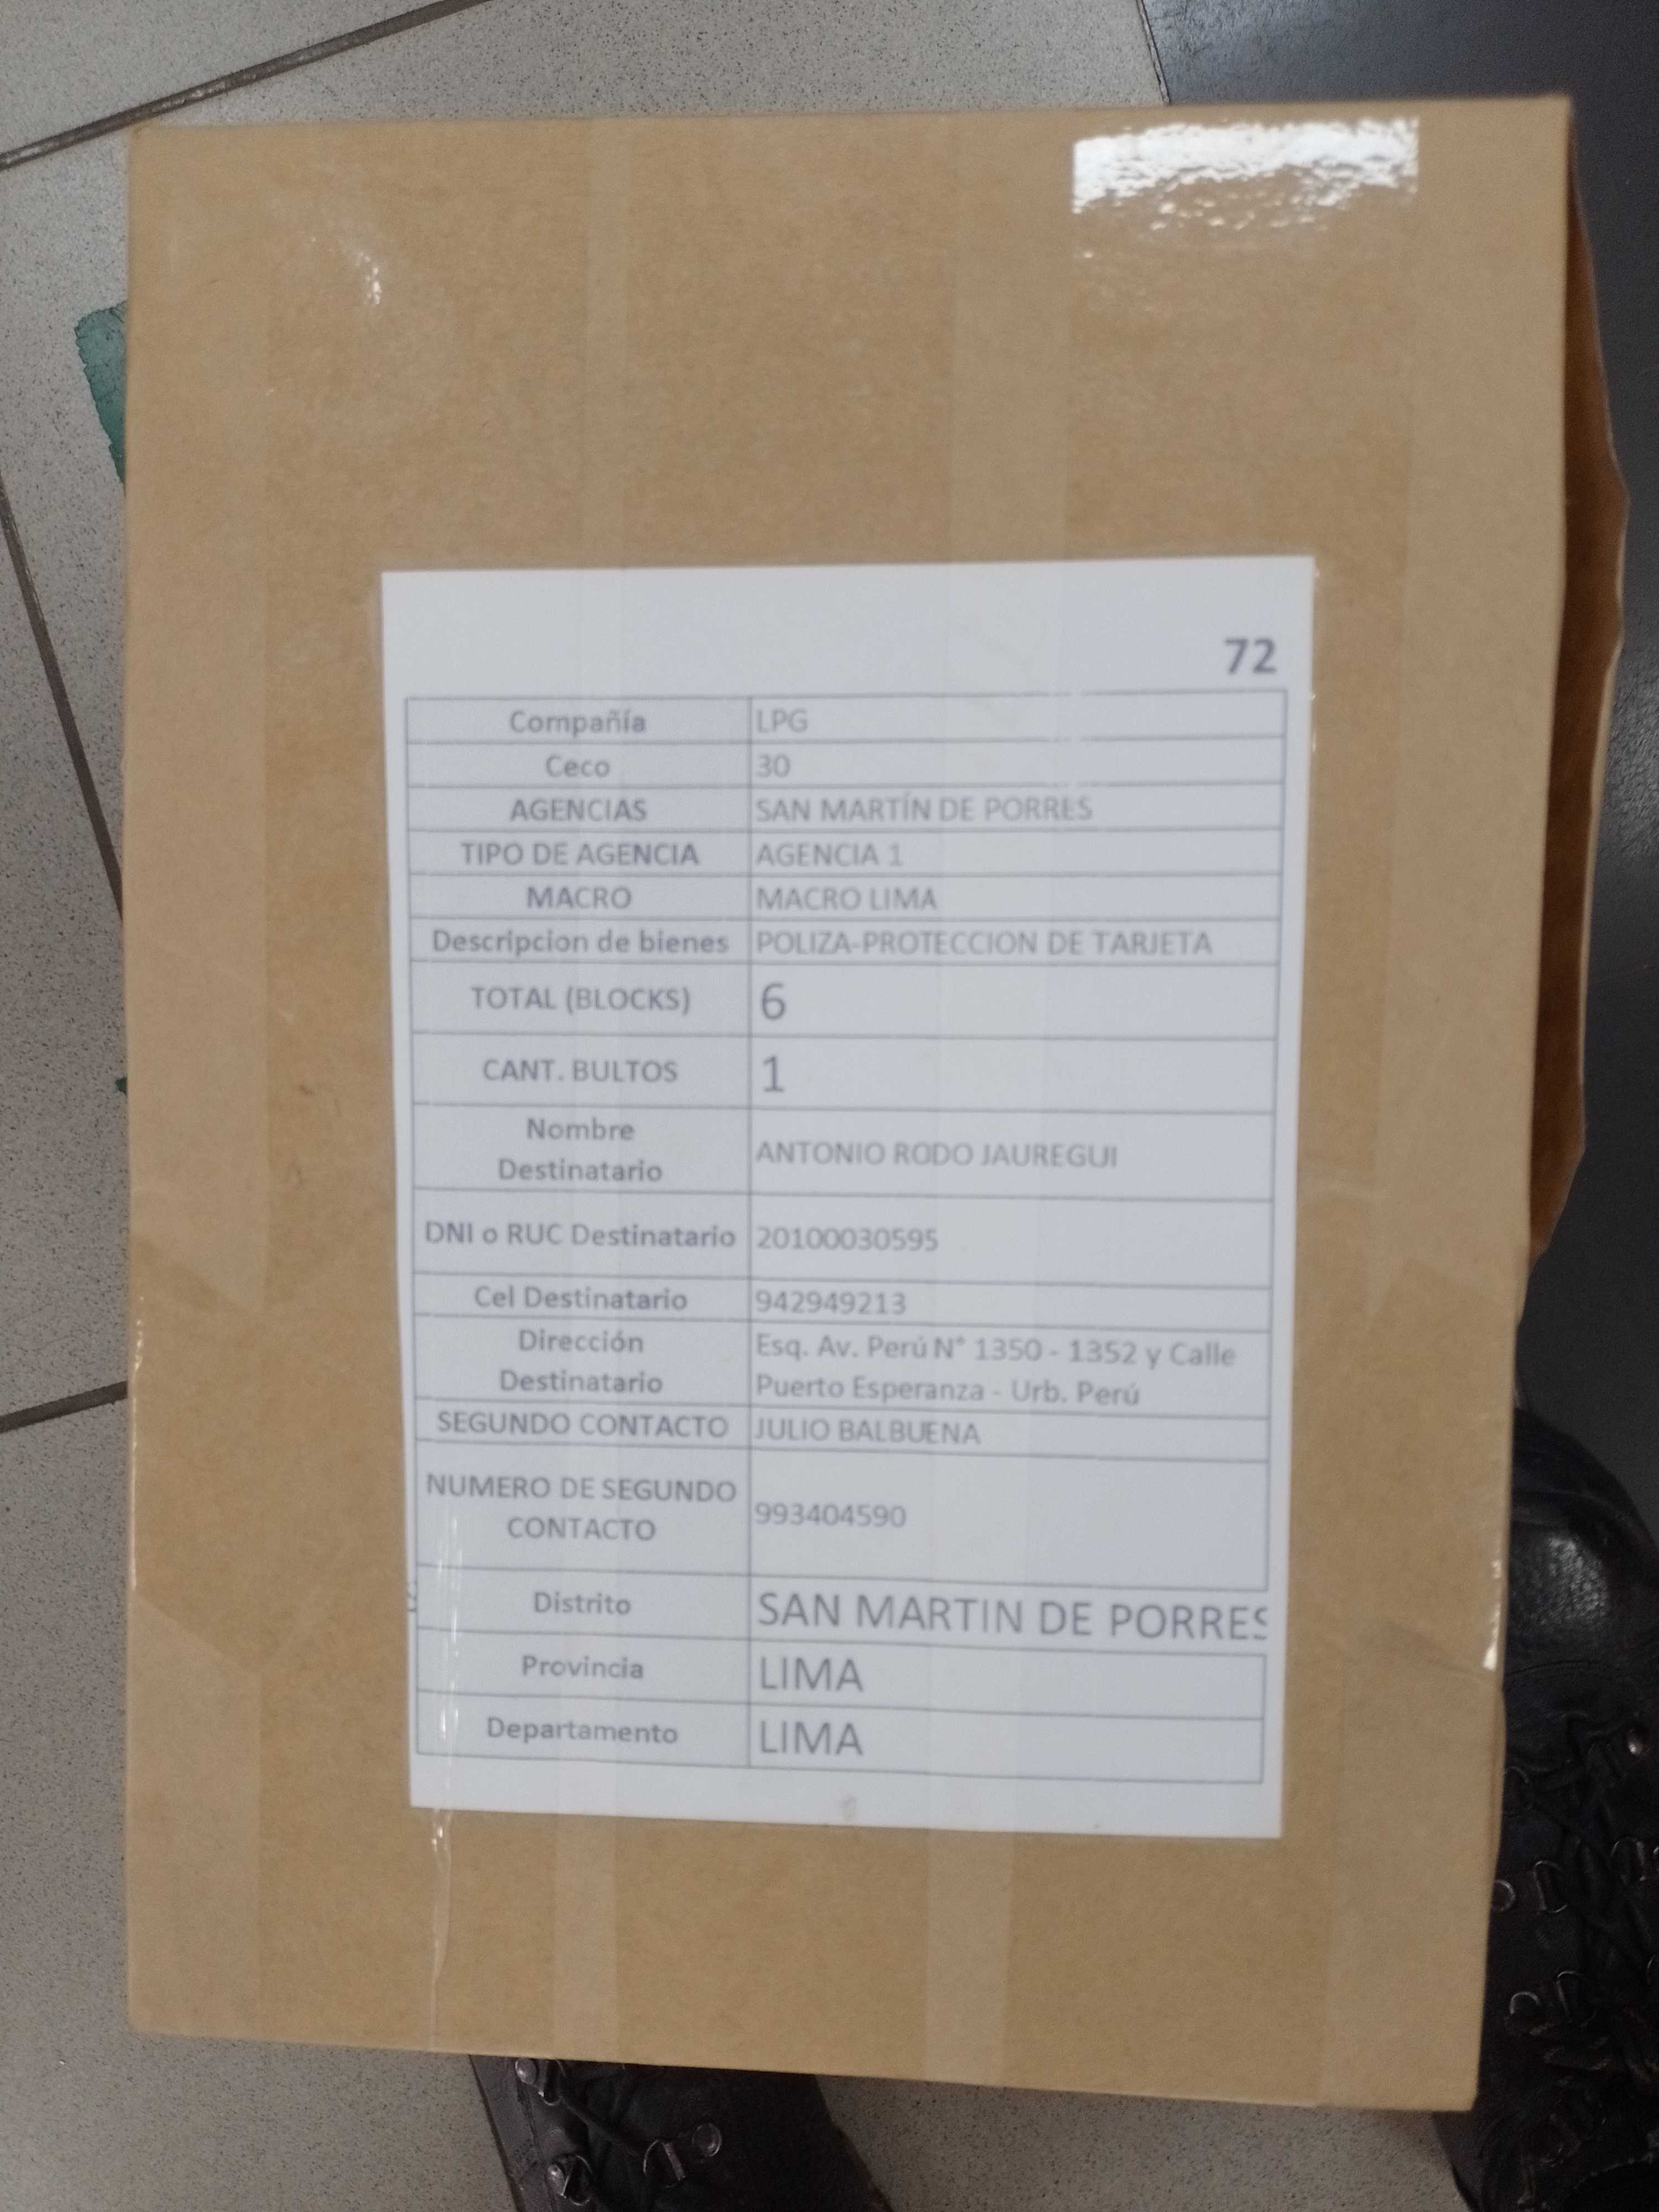 72
Compañía LPG
Ceco 30
AGENCIAS SAN MARTÍN DE PORRES
TIPO DE AGENCIA AGENCIA 1
MACRO MACRO LIMA
Descripcion de bienes POLIZA-PROTECCION DE TARJETA
TOTAL (BLOCKS) 6
CANT. BULTOS 1
Nombre
Destinatario
ANTONIO RODO JAUREGUI
DNI o RUC Destinatario 20100030595
Cel Destinatario 942949213
Dirección
Destinatario
Esq. Av. Perú N° 1350 - 1352 y Calle
Puerto Esperanza - Urb. Perú
SEGUNDO CONTACTO JULIO BALBUENA
NUMERO DE SEGUNDO
CONTACTO
993404590
Distrito SAN MARTIN DE PORRES
Provincia LIMA
Departamento LIMA